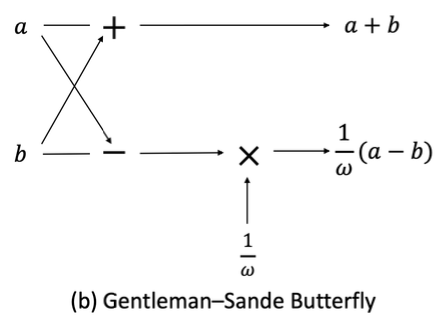 a + a + b
b − × 1/ω (a − b)
1/ω
(b) Gentleman–Sande Butterfly